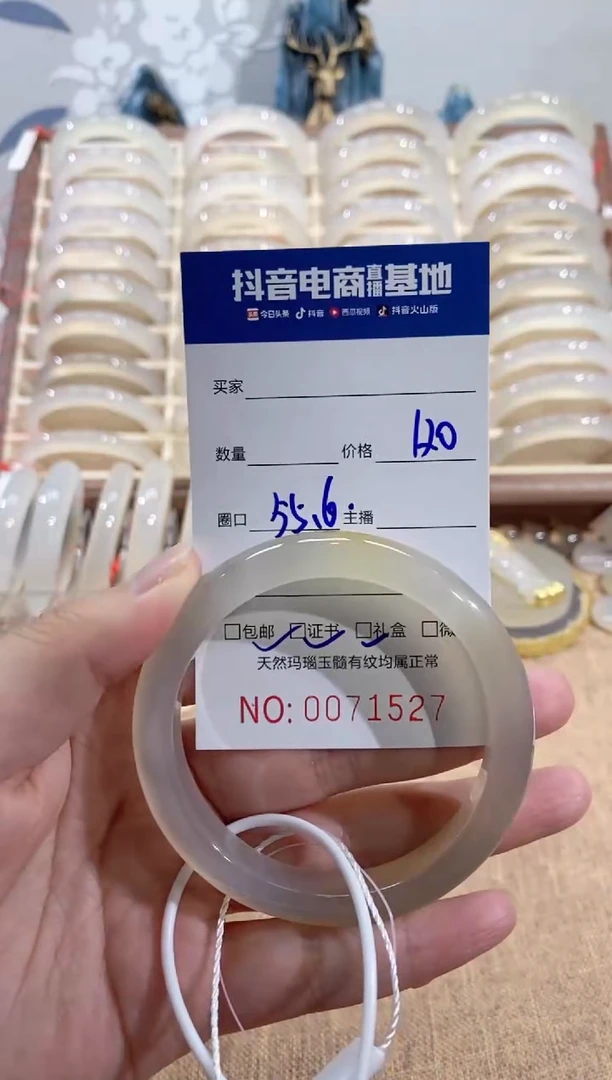 抖音电商直播基地
今日头条 抖音 西瓜视频 抖音火山版
买家
数量 价格 120
圈口 55.6 主播
包邮 证书 礼盒 微
天然玛瑙玉髓有纹均属正常
NO: 0071527